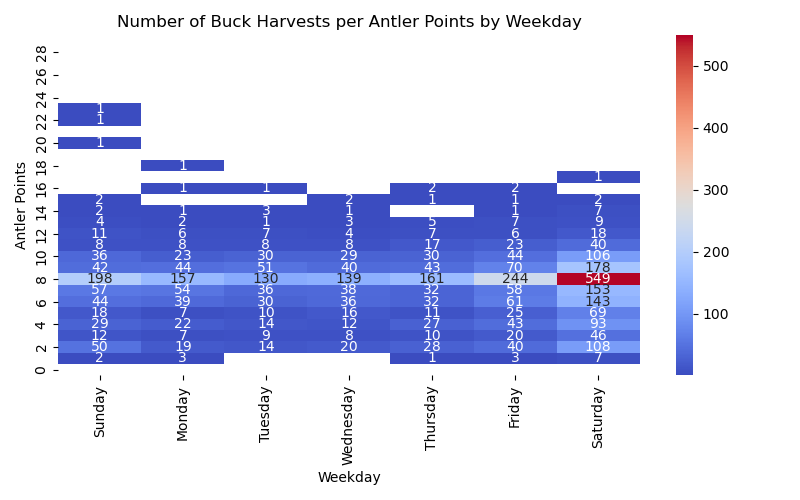 Number of Buck Harvests per Antler Points by Weekday
Antler Points
28
26
24
1
22 1
20 1
18 1
1
16 1 1 2 2
2 2 1 1 2
14 2 1 3 1 1 7
4 2 1 3 5 7 9
12 11 6 7 4 7 6 18
8 8 8 8 17 23 40
10 36 23 30 29 30 44 106
42 44 51 40 43 70 178
8 198 157 130 139 161 244 549
57 54 36 38 32 58 153
6 44 39 30 36 32 61 143
18 7 10 16 11 25 69
4 29 22 14 12 27 43 93
12 7 9 8 10 20 46
2 50 19 14 20 28 40 108
2 3 1 3 7
0
Sunday
Monday
Tuesday
Wednesday
Thursday
Friday
Saturday
Weekday
500
400
300
200
100